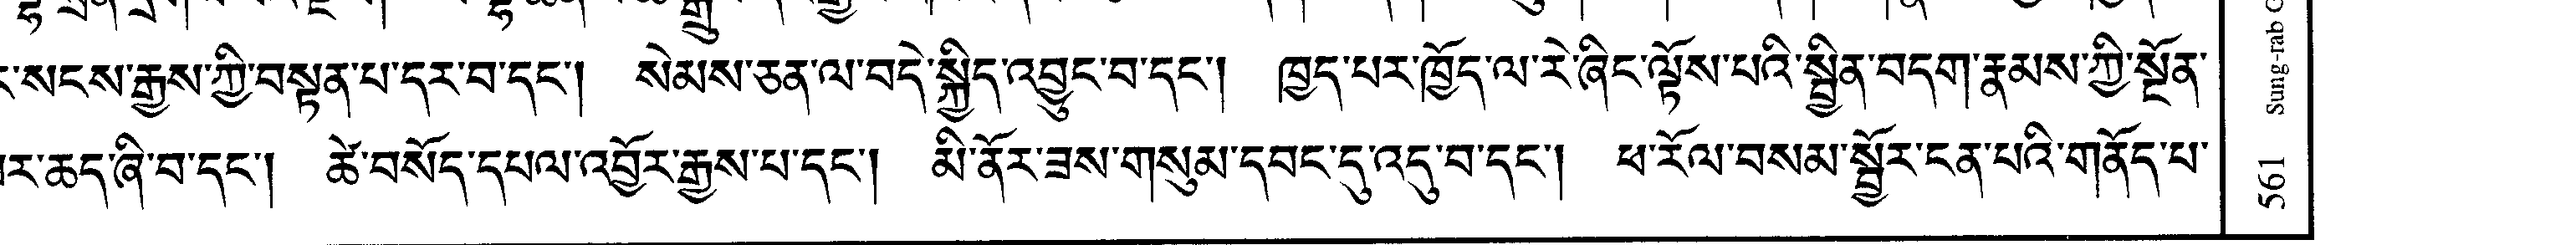 སངས་རྒྱས་ཀྱི་བསྟན་པ་དར་བ་དང་། སེམས་ཅན་ལ་བདེ་སྐྱིད་འབྱུང་བ་དང་། ཁྱད་པར་ཁྱོད་ལ་རེ་ཞིང་ལྟོས་པའི་སྦྱིན་བདག་རྣམས་ཀྱི་སྔོན་
བར་ཆད་ཞི་བ་དང་། ཚེ་བསོད་དཔལ་འབྱོར་རྒྱས་པ་དང་། མི་ནོར་ཟས་གསུམ་དབང་དུ་འདུ་བ་དང་། ཕ་རོལ་བསམ་སྦྱོར་ངན་པའི་གནོད་པ་
Sung-rab
561